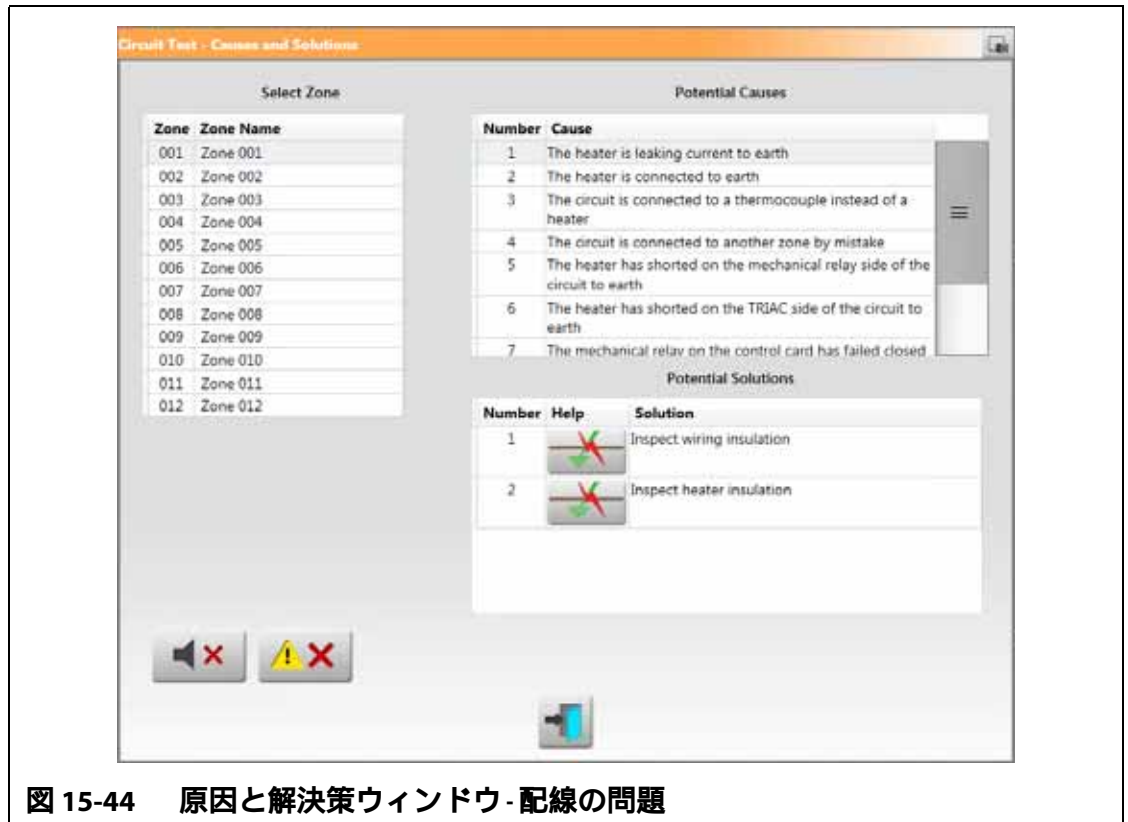 Circuit Test - Causes and Solutions
Select Zone
Zone Zone Name
001 Zone 001
002 Zone 002
003 Zone 003
004 Zone 004
005 Zone 005
006 Zone 006
007 Zone 007
008 Zone 008
009 Zone 009
010 Zone 010
011 Zone 011
012 Zone 012
Potential Causes
Number Cause
1 The heater is leaking current to earth
2 The heater is connected to earth
3 The circuit is connected to a thermocouple instead of a
heater
4 The circuit is connected to another zone by mistake
5 The heater has shorted on the mechanical relay side of the
circuit to earth
6 The heater has shorted on the TRIAC side of the circuit to
earth
7 The mechanical relay on the control card has failed closed
Potential Solutions
Number Help Solution
1 Inspect wiring insulation
2 Inspect heater insulation
図 15-44 原因と解決策ウィンドウ - 配線の問題